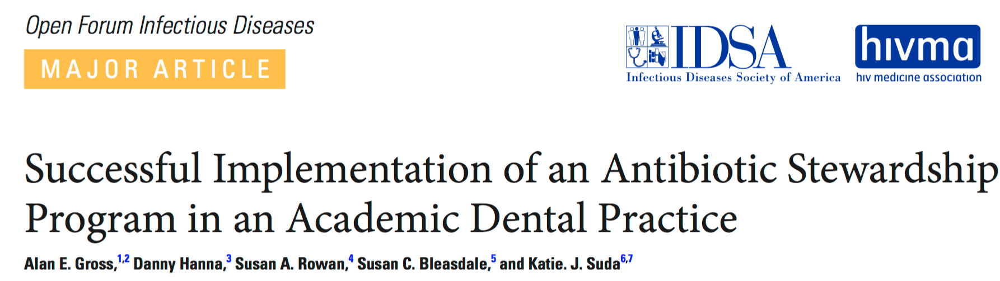 Open Forum Infectious Diseases
MAJOR ARTICLE
IDSA
Infectious Diseases Society of America
hivma
hiv medicine association
Successful Implementation of an Antibiotic Stewardship
Program in an Academic Dental Practice
Alan E. Gross,1,2 Danny Hanna,3 Susan A. Rowan,4 Susan C. Bleasdale,5 and Katie. J. Suda6,7